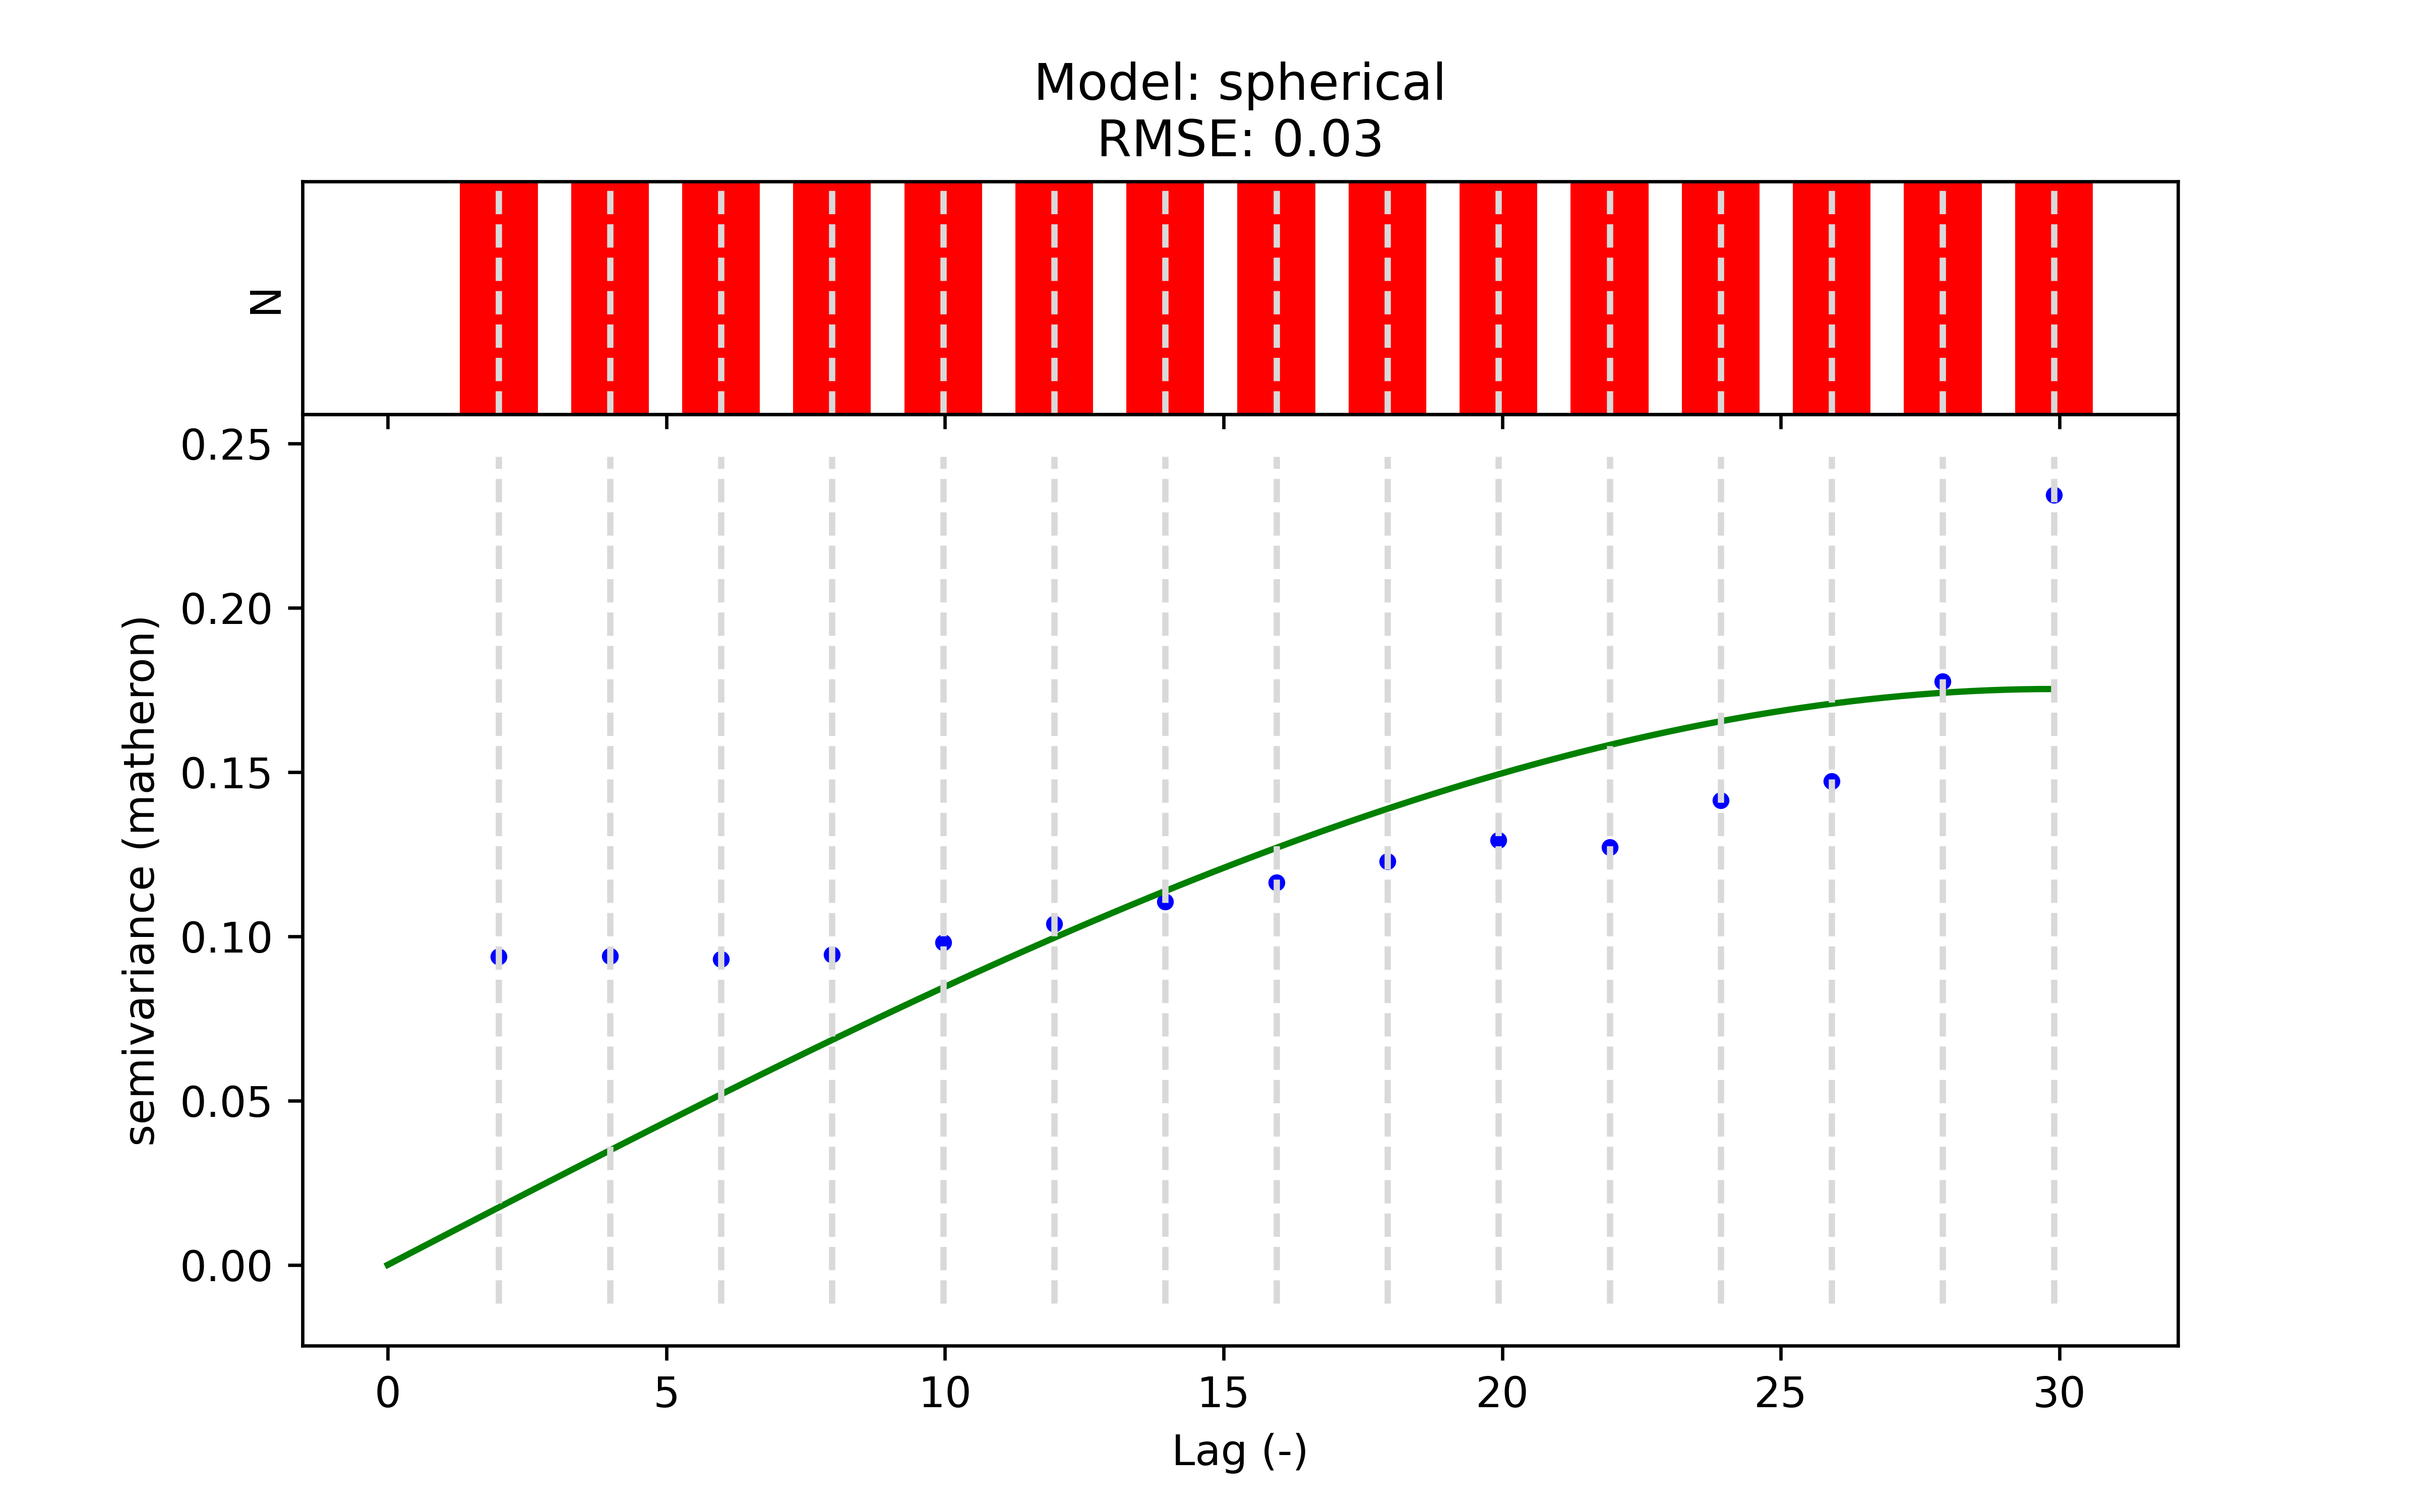 Model: spherical
RMSE: 0.03
N
0.25
0.20
0.15
0.10
0.05
0.00
semivariance (matheron)
0 5 10 15 20 25 30
Lag (-)